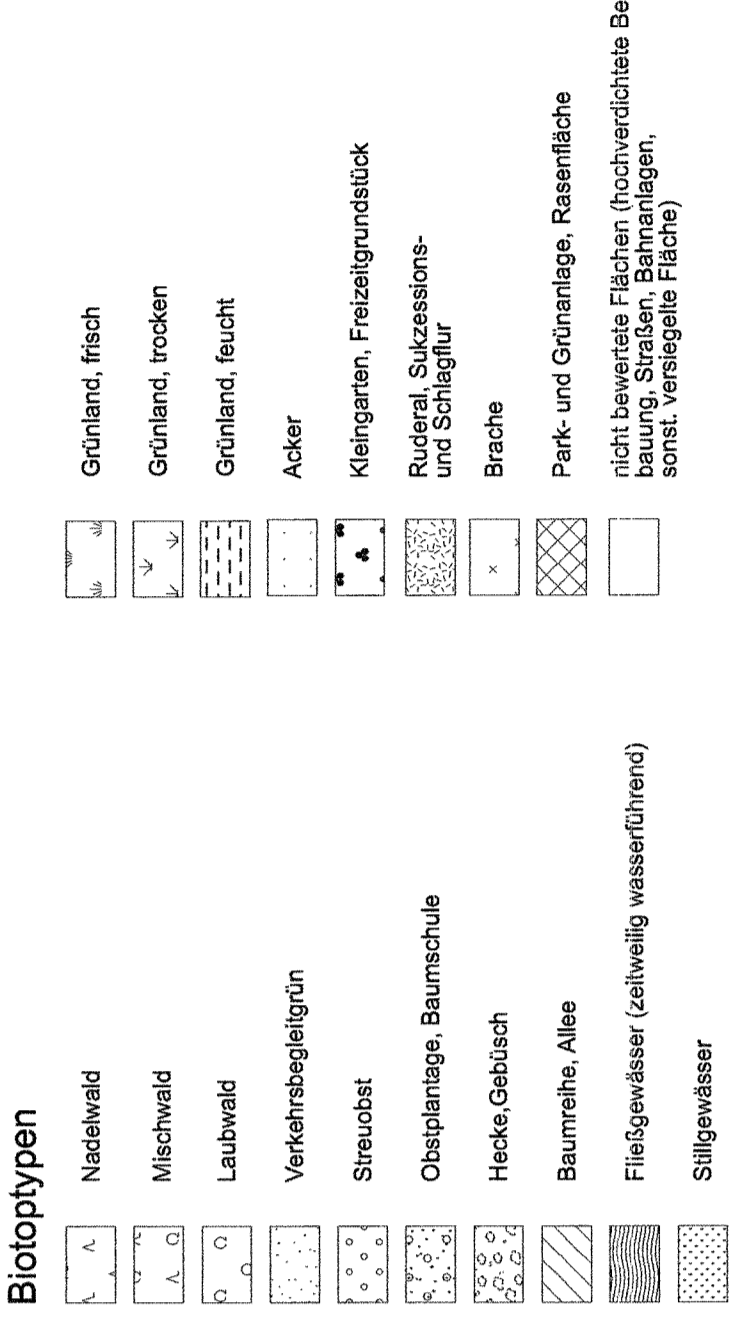 Biotoptypen
Nadelwald
Mischwald
Laubwald
Verkehrsbegleitgrün
Streuobst
Obstplantage, Baumschule
Hecke,Gebüsch
Baumreihe, Allee
Fließgewässer (zeitweilig wasserführend)
Stillgewässer
Grünland, frisch
Grünland, trocken
Grünland, feucht
Acker
Kleingarten, Freizeitgrundstück
Ruderal, Sukzessions-
und Schlagflur
Brache
Park- und Grünanlage, Rasenfläche
nicht bewertete Flächen (hochverdichtete Be
bauung, Straßen, Bahnanlagen,
sonst. versiegelte Fläche)